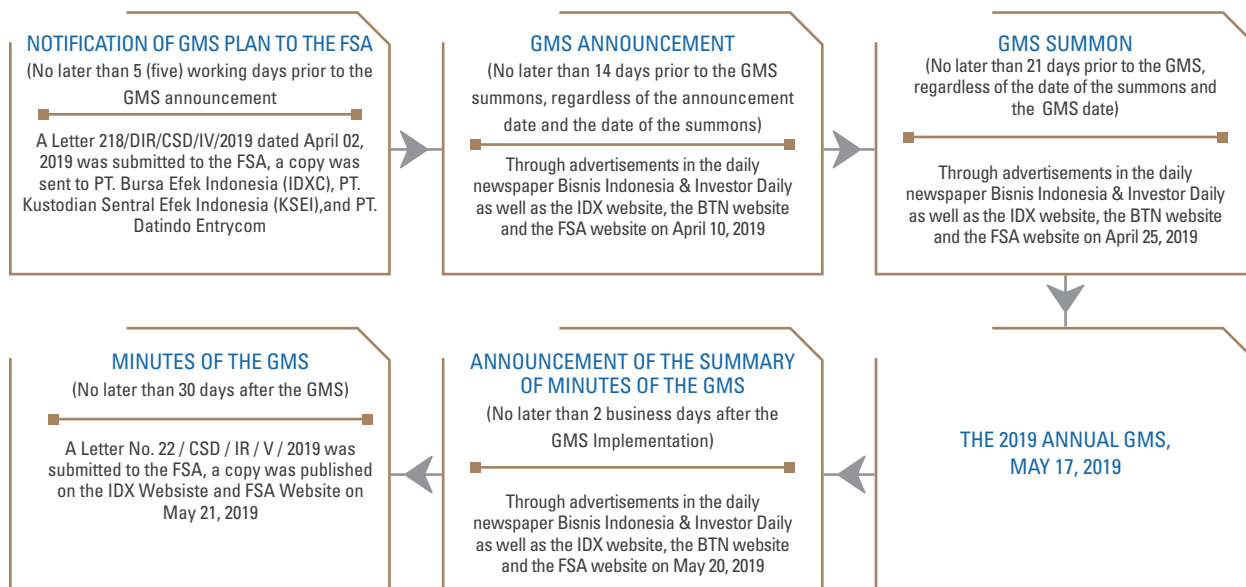 NOTIFICATION OF GMS PLAN TO THE FSA
(No later than 5 (five) working days prior to the
GMS announcement
A Letter 218/DIR/CSD/IV/2019 dated April 02,
2019 was submitted to the FSA, a copy was
sent to PT. Bursa Efek Indonesia (IDXC), PT.
Kustodian Sentral Efek Indonesia (KSEI),and PT.
Datindo Entrycom
GMS ANNOUNCEMENT
(No later than 14 days prior to the GMS
summons, regardless of the announcement
date and the date of the summons)
Through advertisements in the daily
newspaper Bisnis Indonesia & Investor Daily
as well as the IDX website, the BTN website
and the FSA website on April 10, 2019
GMS SUMMON
(No later than 21 days prior to the GMS,
regardless of the date of the summons and
the GMS date)
Through advertisements in the daily
newspaper Bisnis Indonesia & Investor Daily
as well as the IDX website, the BTN website
and the FSA website on April 25, 2019
THE 2019 ANNUAL GMS,
MAY 17, 2019
ANNOUNCEMENT OF THE SUMMARY
OF MINUTES OF THE GMS
(No later than 2 business days after the
GMS Implementation)
Through advertisements in the daily
newspaper Bisnis Indonesia & Investor Daily
as well as the IDX website, the BTN website
and the FSA website on May 20, 2019
MINUTES OF THE GMS
(No later than 30 days after the GMS)
A Letter No. 22 / CSD / IR / V / 2019 was
submitted to the FSA, a copy was published
on the IDX Websiste and FSA Website on
May 21, 2019